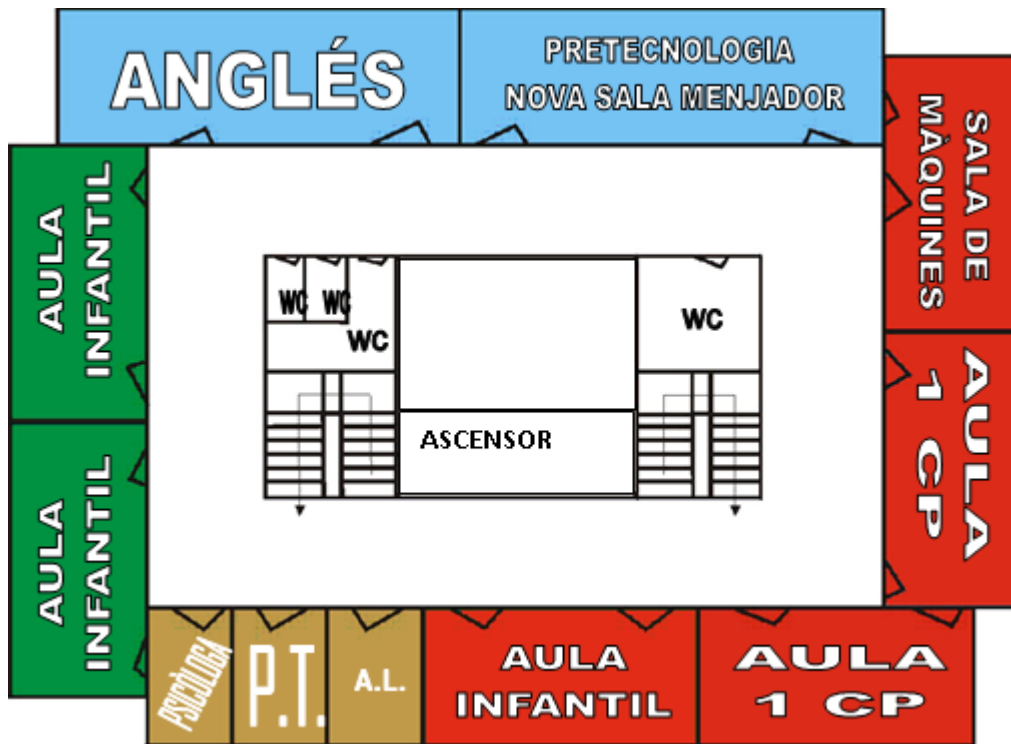 ANGLÉS
PRETECNOLOGIA
NOVA SALA MENJADOR
SALA DE
MÀQUINES
AULA
INFANTIL
WC
WC
WC
WC
ASCENSOR
AULA
1 CP
AULA
INFANTIL
PSICÒLOGA
P.T.
A.L.
AULA
INFANTIL
AULA
1 CP